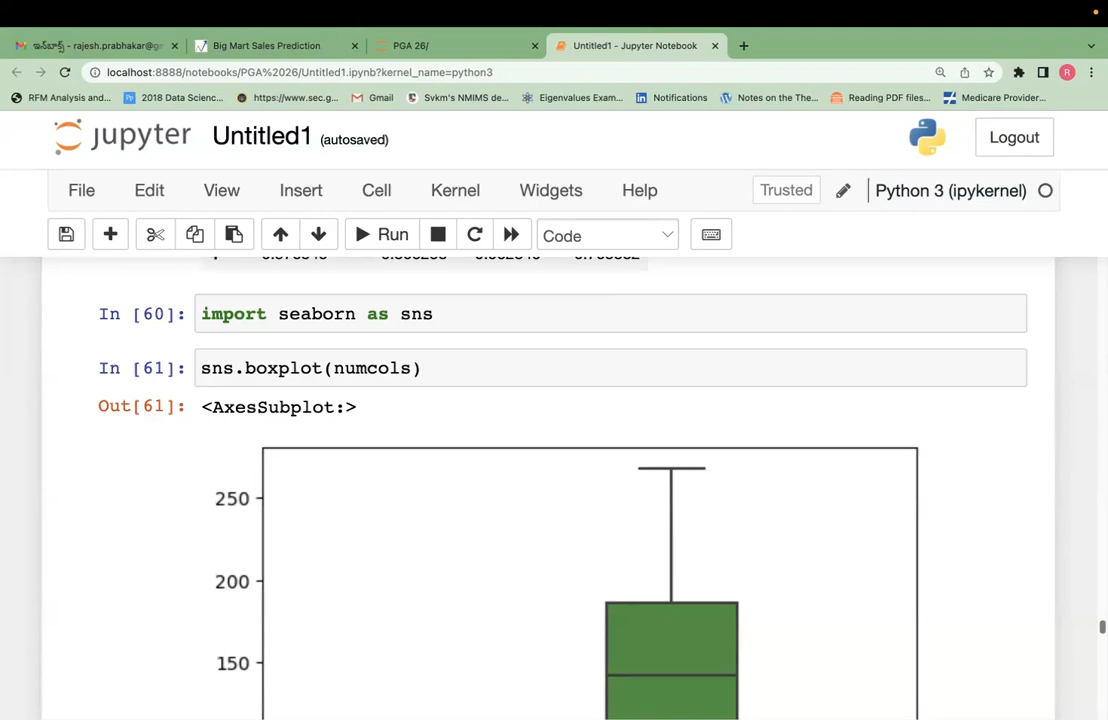 ఇన్‌బాక్స్ - rajesh.prabhakar@g
Big Mart Sales Prediction
PGA 26/
Untitled1 - Jupyter Notebook
localhost:8888/notebooks/PGA%2026/Untitled1.ipynb?kernel_name=python3
R
RFM Analysis and...
2018 Data Scienc...
https://www.sec.g...
Gmail
Svkm's NMIMS de...
Eigenvalues Exam...
Notifications
Notes on the The...
Reading PDF files...
Medicare Provider...
jupyter Untitled1 (autosaved)
Logout
File Edit View Insert Cell Kernel Widgets Help
Trusted
Python 3 (ipykernel)
Run
Code
In [60]: import seaborn as sns
In [61]: sns.boxplot(numcols)
Out[61]: <AxesSubplot:>
250
200
150